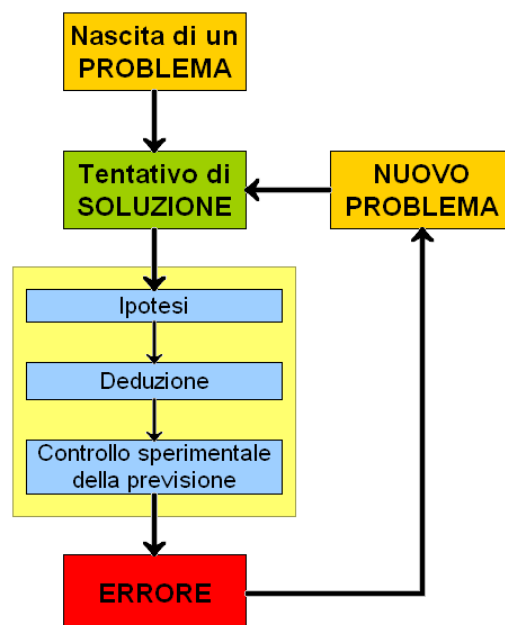 Nascita di un
PROBLEMA
Tentativo di
SOLUZIONE
NUOVO
PROBLEMA
Ipotesi
Deduzione
Controllo sperimentale
della previsione
ERRORE